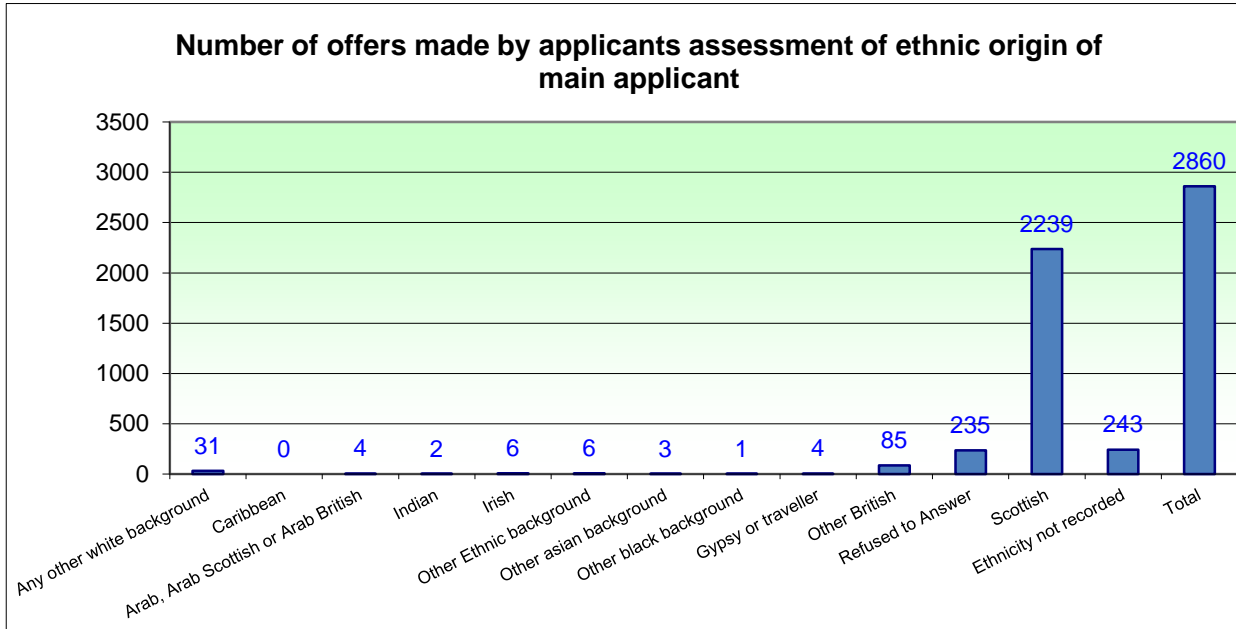 Number of offers made by applicants assessment of ethnic origin of
main applicant
3500
3000
2500
2000
1500
1000
500
0
31
0
4
2
6
6
3
1
4
85
235
2239
243
2860
Any other white background
Caribbean
Arab, Arab Scottish or Arab British
Indian
Irish
Other Ethnic background
Other asian background
Other black background
Gypsy or traveller
Other British
Refused to Answer
Scottish
Ethnicity not recorded
Total